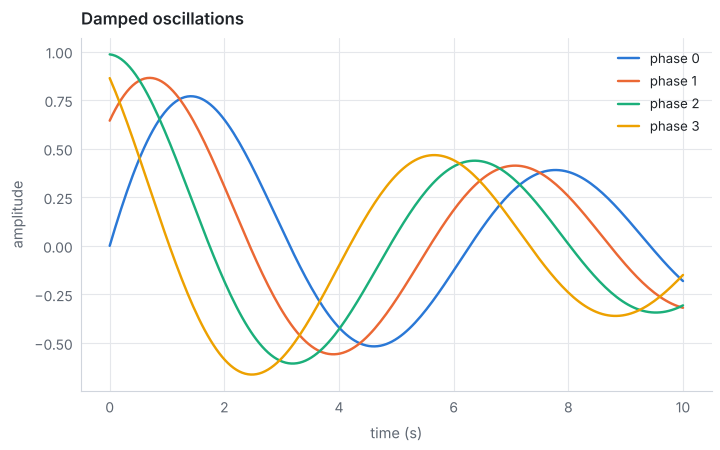 Damped oscillations
1.00
0.75
0.50
0.25
0.00
−0.25
−0.50
amplitude
0 2 4 6 8 10
time (s)
phase 0
phase 1
phase 2
phase 3